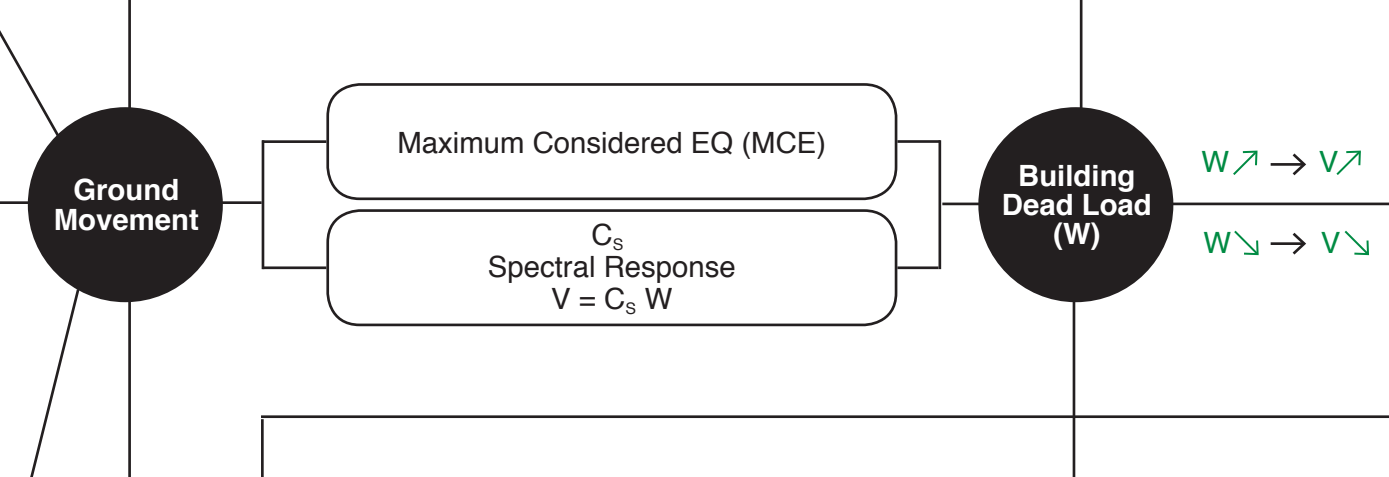 Ground
Movement
Maximum Considered EQ (MCE)
Cₛ
Spectral Response
V = Cₛ W
Building
Dead Load
(W)
W↗ → V↗
W↘ → V↘